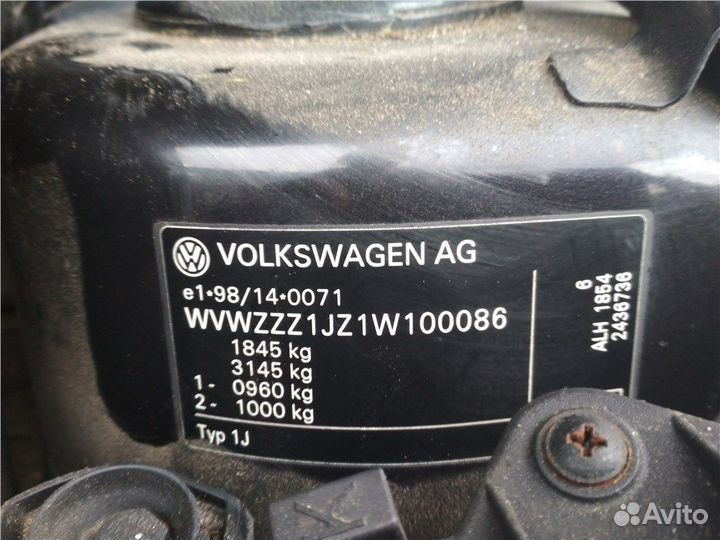 VOLKSWAGEN AG
e1*98/14*0071
WVWZZZ1JZ1W100086
1845 kg
3145 kg
1- 0960 kg
2- 1000 kg
Typ 1J
6
ALH 1854
2436736
Avito